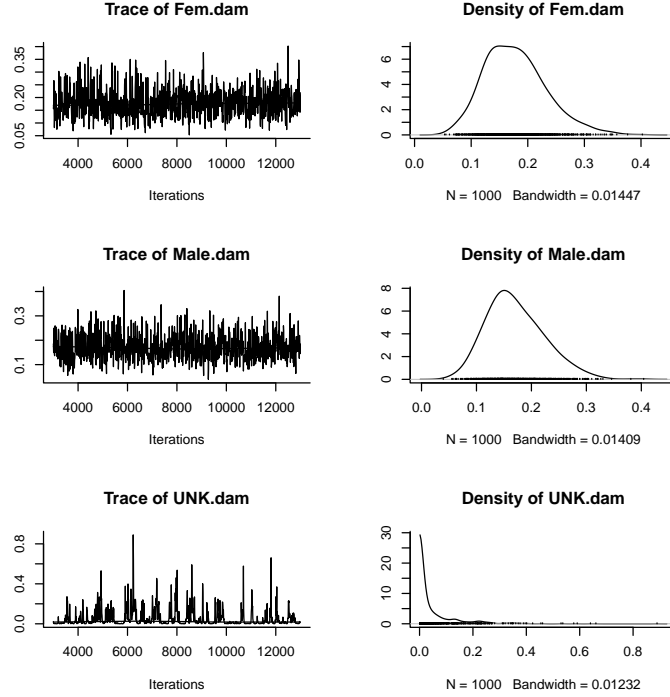 Trace of Fem.dam
0.05 0.20 0.35
4000 6000 8000 10000 12000
Iterations
Density of Fem.dam
0 2 4 6
0.0 0.1 0.2 0.3 0.4
N = 1000 Bandwidth = 0.01447
Trace of Male.dam
0.1 0.3
4000 6000 8000 10000 12000
Iterations
Density of Male.dam
0 2 4 6 8
0.0 0.1 0.2 0.3 0.4
N = 1000 Bandwidth = 0.01409
Trace of UNK.dam
0.0 0.4 0.8
4000 6000 8000 10000 12000
Iterations
Density of UNK.dam
0 10 20 30
0.0 0.2 0.4 0.6 0.8
N = 1000 Bandwidth = 0.01232